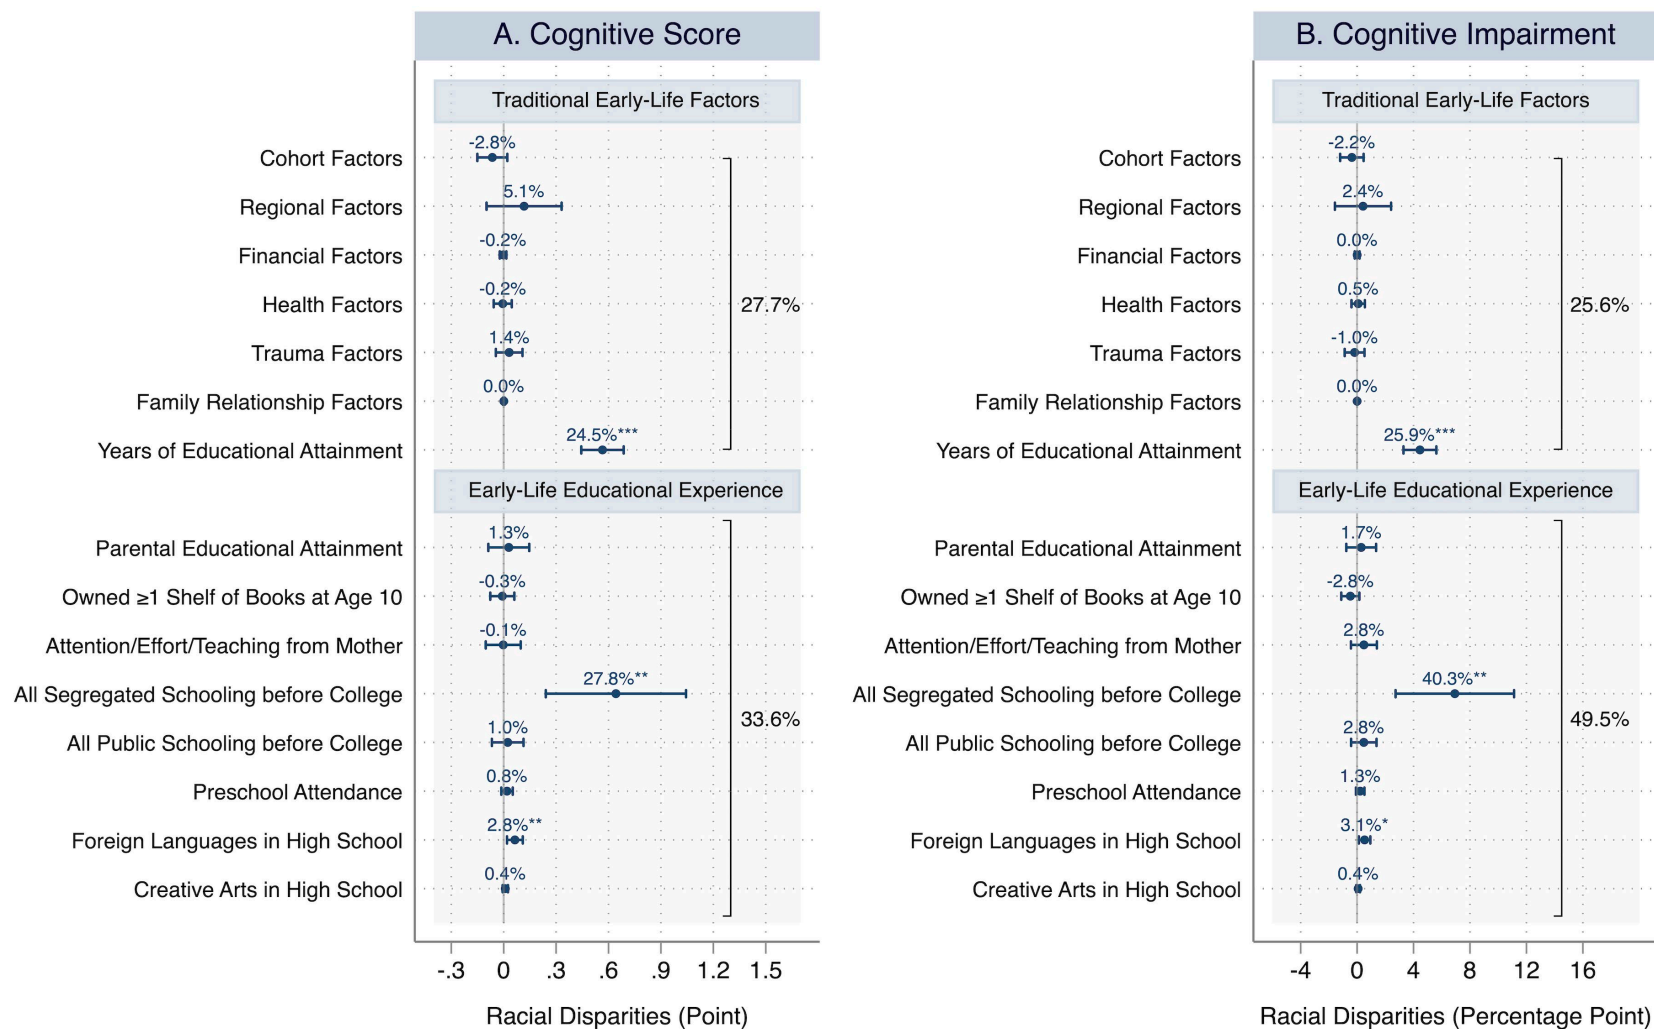 A. Cognitive Score
Traditional Early-Life Factors
Cohort Factors -2.8%
Regional Factors 5.1%
Financial Factors -0.2%
Health Factors -0.2%
27.7%
Trauma Factors 1.4%
Family Relationship Factors 0.0%
Years of Educational Attainment 24.5%***
Early-Life Educational Experience
Parental Educational Attainment 1.3%
Owned ≥1 Shelf of Books at Age 10 -0.3%
Attention/Effort/Teaching from Mother -0.1%
All Segregated Schooling before College 27.8%**
33.6%
All Public Schooling before College 1.0%
Preschool Attendance 0.8%
Foreign Languages in High School 2.8%**
Creative Arts in High School 0.4%
-.3 0 .3 .6 .9 1.2 1.5
Racial Disparities (Point)
B. Cognitive Impairment
Traditional Early-Life Factors
Cohort Factors -2.2%
Regional Factors 2.4%
Financial Factors 0.0%
Health Factors 0.5%
25.6%
Trauma Factors -1.0%
Family Relationship Factors 0.0%
Years of Educational Attainment 25.9%***
Early-Life Educational Experience
Parental Educational Attainment 1.7%
Owned ≥1 Shelf of Books at Age 10 -2.8%
Attention/Effort/Teaching from Mother 2.8%
All Segregated Schooling before College 40.3%**
49.5%
All Public Schooling before College 2.8%
Preschool Attendance 1.3%
Foreign Languages in High School 3.1%*
Creative Arts in High School 0.4%
-4 0 4 8 12 16
Racial Disparities (Percentage Point)